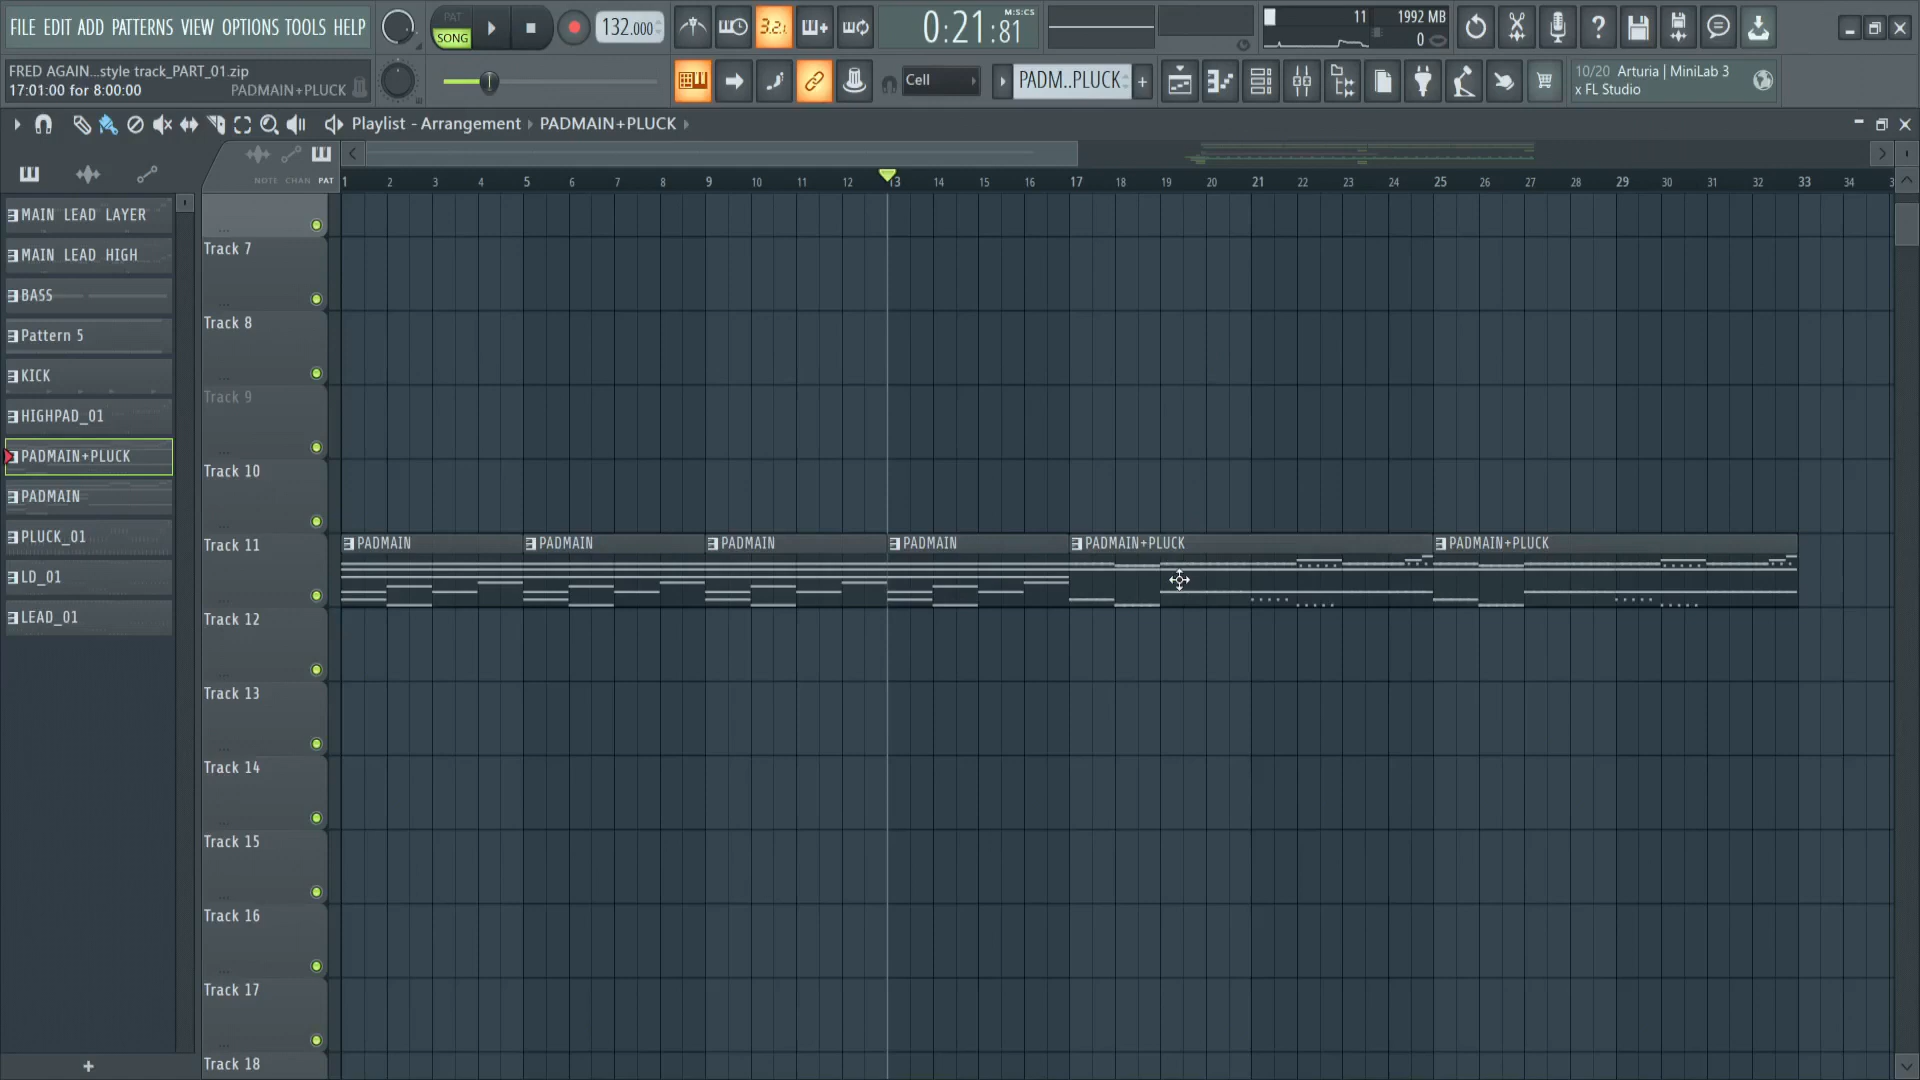 FILE EDIT ADD PATTERNS VIEW OPTIONS TOOLS HELP
PAT
SONG
132.000
3.2.
0:21:81
M:S:CS
11
1992 MB
0
FRED AGAIN...style track_PART_01.zip
17:01:00 for 8:00:00
PADMAIN+PLUCK
Cell
PADM..PLUCK
+
10/20 Arturia | MiniLab 3
x FL Studio
Playlist - Arrangement › PADMAIN+PLUCK ›
NOTE CHAN PAT
1 2 3 4 5 6 7 8 9 10 11 12 13 14 15 16 17 18 19 20 21 22 23 24 25 26 27 28 29 30 31 32 33 34 3
MAIN LEAD LAYER
MAIN LEAD HIGH
BASS
Pattern 5
KICK
HIGHPAD_01
PADMAIN+PLUCK
PADMAIN
PLUCK_01
LD_01
LEAD_01
+
Track 7
Track 8
Track 9
Track 10
Track 11
PADMAIN PADMAIN PADMAIN PADMAIN PADMAIN+PLUCK PADMAIN+PLUCK
Track 12
Track 13
Track 14
Track 15
Track 16
Track 17
Track 18